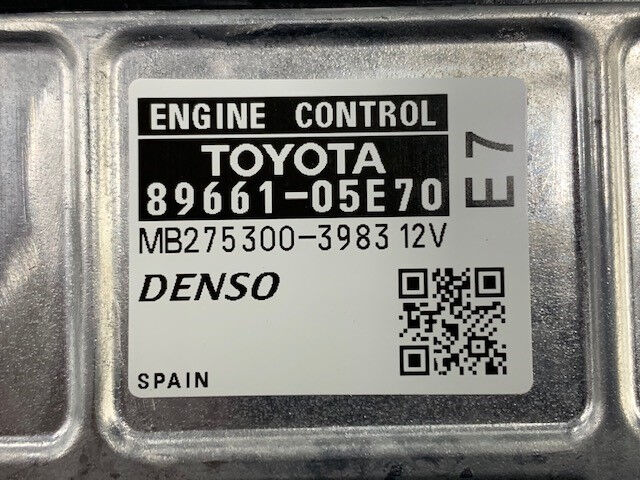 ENGINE CONTROL
TOYOTA
89661-05E70
E7
MB275300-3983 12V
DENSO
SPAIN